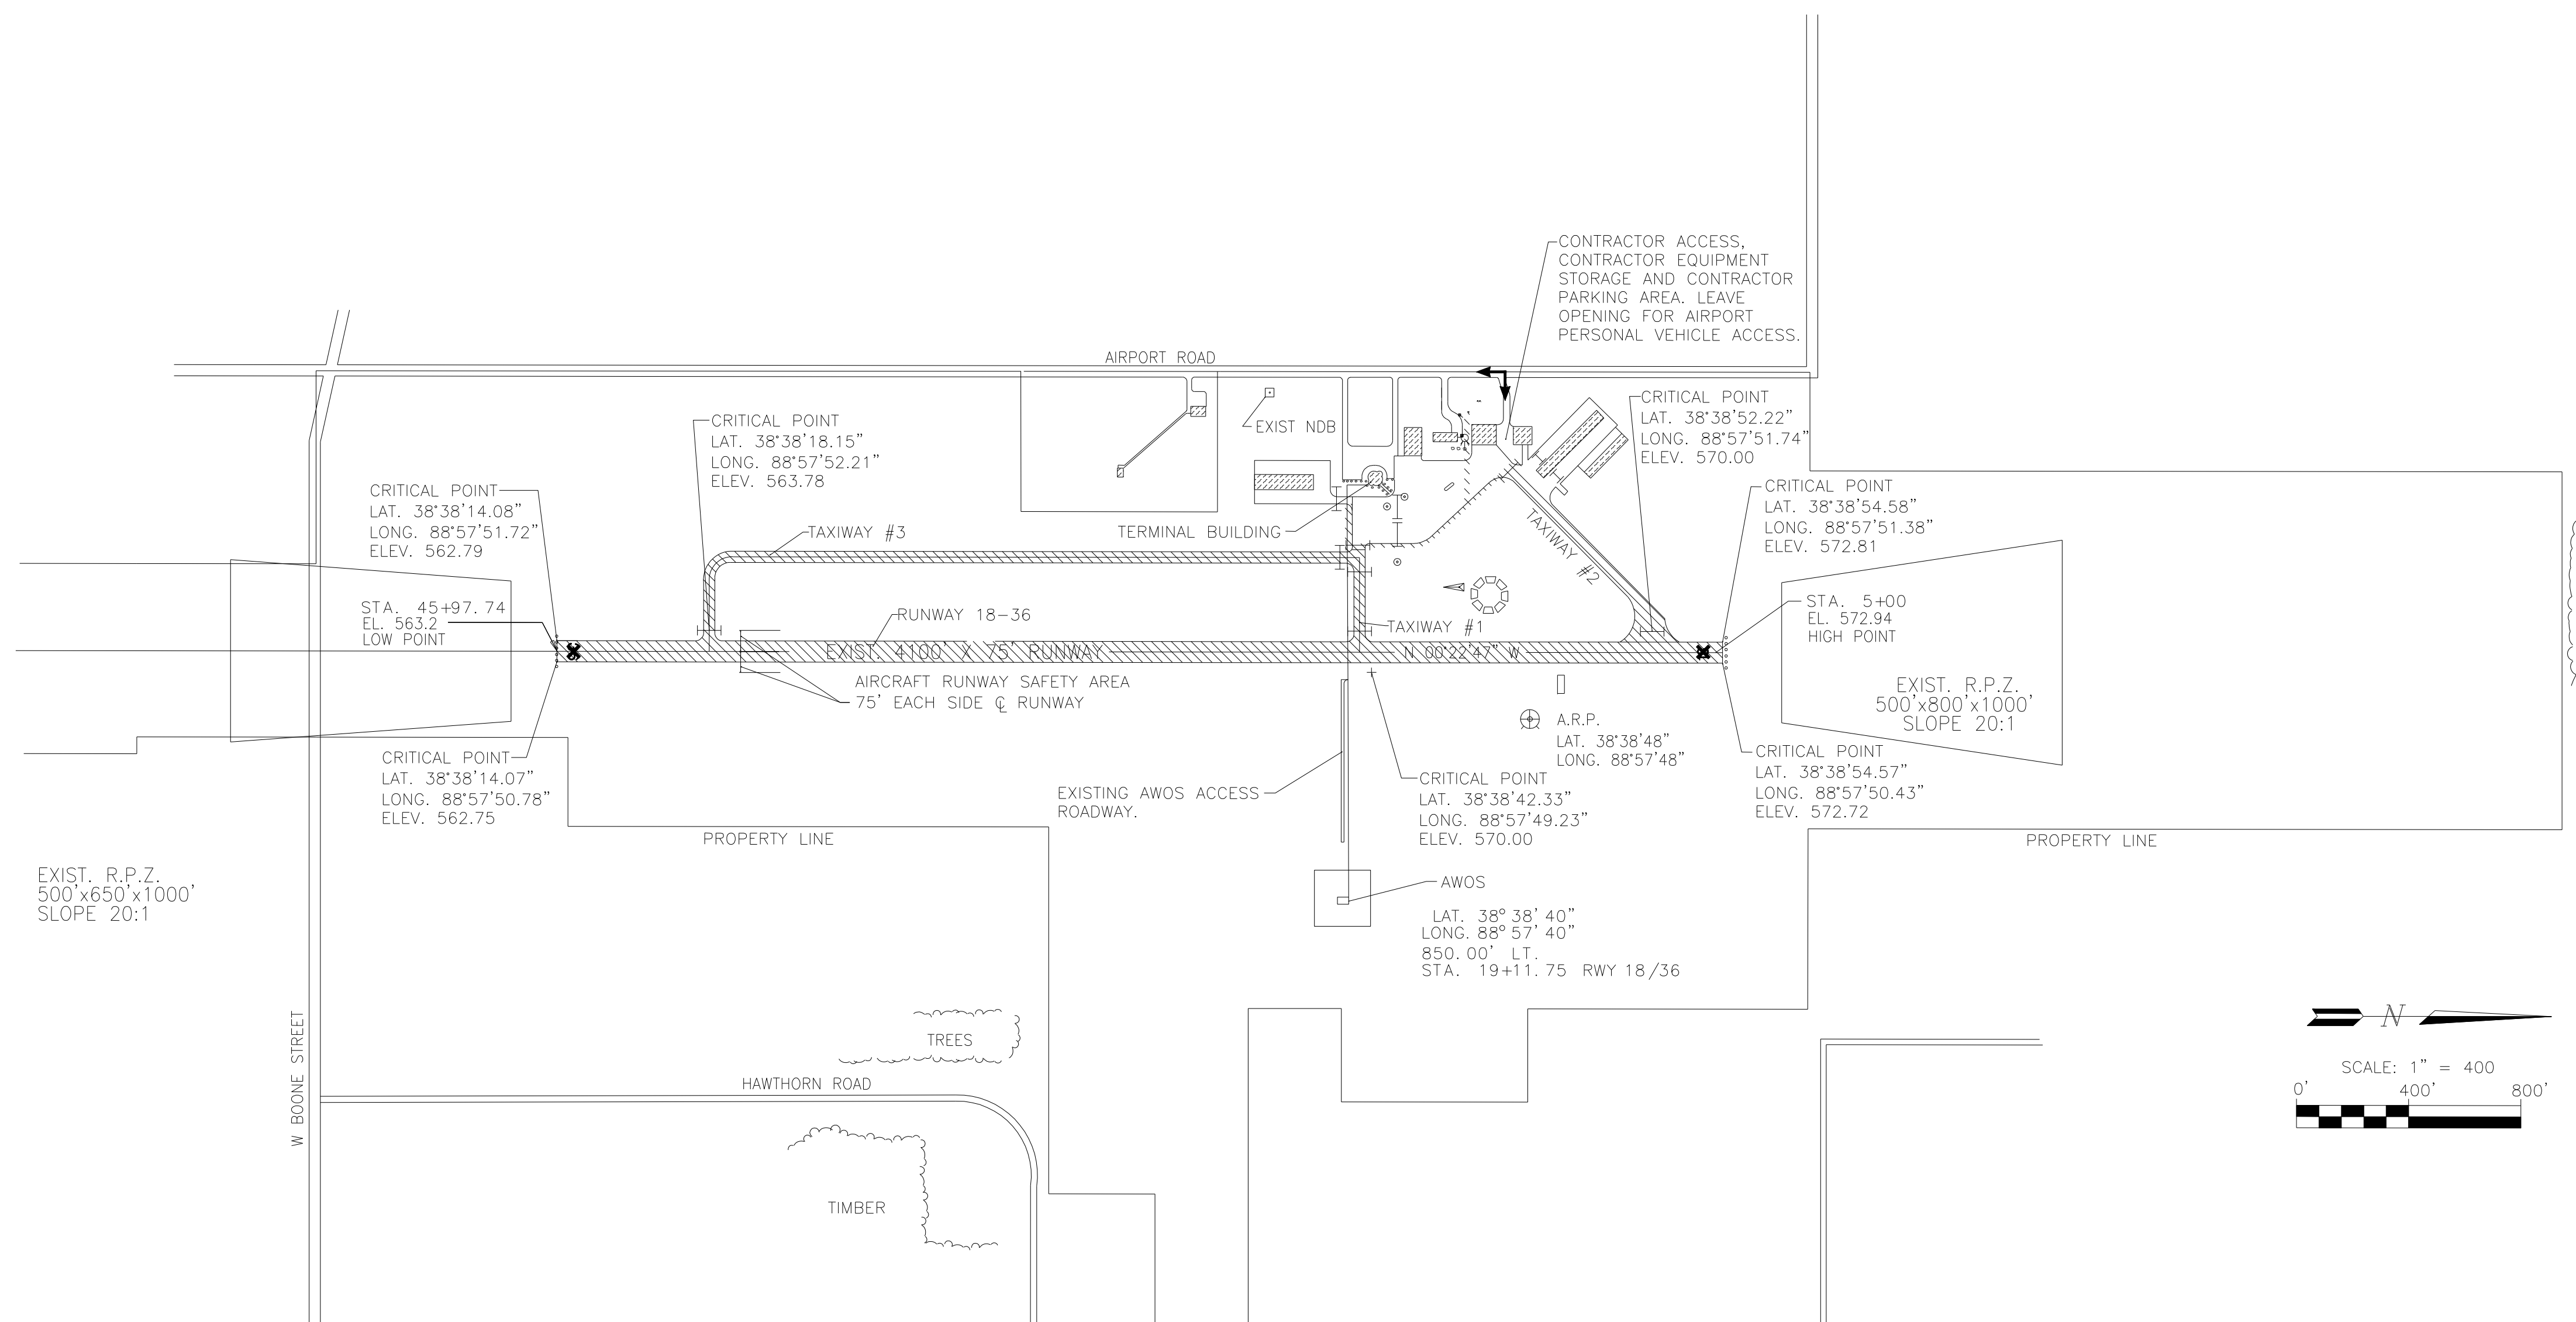 CONTRACTOR ACCESS,
CONTRACTOR EQUIPMENT
STORAGE AND CONTRACTOR
PARKING AREA. LEAVE
OPENING FOR AIRPORT
PERSONAL VEHICLE ACCESS.
AIRPORT ROAD
CRITICAL POINT
LAT. 38°38'14.08"
LONG. 88°57'51.72"
ELEV. 562.79
CRITICAL POINT
LAT. 38°38'18.15"
LONG. 88°57'52.21"
ELEV. 563.78
EXIST NDB
CRITICAL POINT
LAT. 38°38'52.22"
LONG. 88°57'51.74"
ELEV. 570.00
CRITICAL POINT
LAT. 38°38'54.58"
LONG. 88°57'51.38"
ELEV. 572.81
TAXIWAY #3
TERMINAL BUILDING
TAXIWAY #2
STA. 45+97.74
EL. 563.2
LOW POINT
RUNWAY 18-36
TAXIWAY #1
STA. 5+00
EL. 572.94
HIGH POINT
EXIST. 4100' X 75' RUNWAY
N 00°22'47" W
AIRCRAFT RUNWAY SAFETY AREA
75' EACH SIDE ℄ RUNWAY
EXIST. R.P.Z.
500'x800'x1000'
SLOPE 20:1
A.R.P.
LAT. 38°38'48"
LONG. 88°57'48"
CRITICAL POINT
LAT. 38°38'14.07"
LONG. 88°57'50.78"
ELEV. 562.75
EXISTING AWOS ACCESS
ROADWAY.
CRITICAL POINT
LAT. 38°38'42.33"
LONG. 88°57'49.23"
ELEV. 570.00
CRITICAL POINT
LAT. 38°38'54.57"
LONG. 88°57'50.43"
ELEV. 572.72
PROPERTY LINE
PROPERTY LINE
EXIST. R.P.Z.
500'x650'x1000'
SLOPE 20:1
AWOS
LAT. 38° 38' 40"
LONG. 88° 57' 40"
850.00' LT.
STA. 19+11.75 RWY 18/36
W BOONE STREET
TREES
HAWTHORN ROAD
TIMBER
N
SCALE: 1" = 400
0' 400' 800'